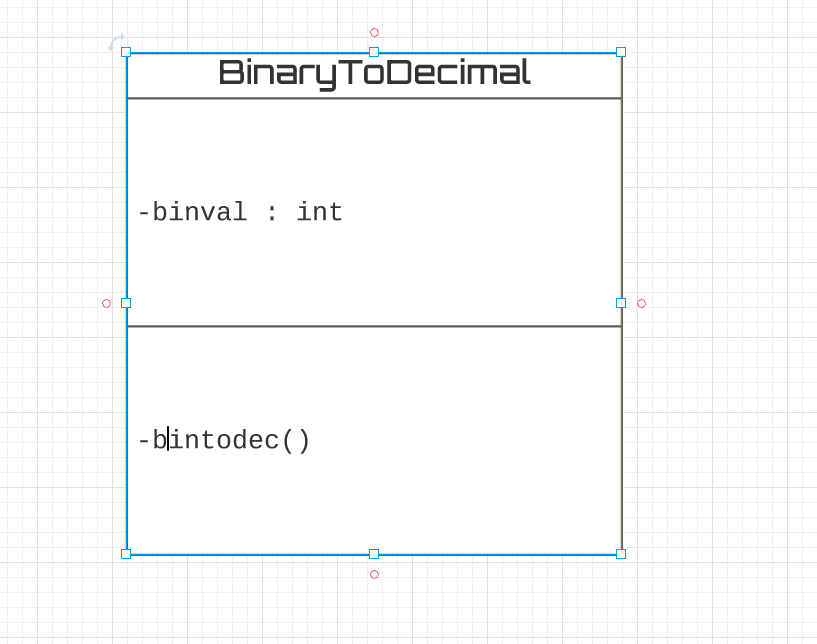 BinaryToDecimal
-binval : int
-bintodec()